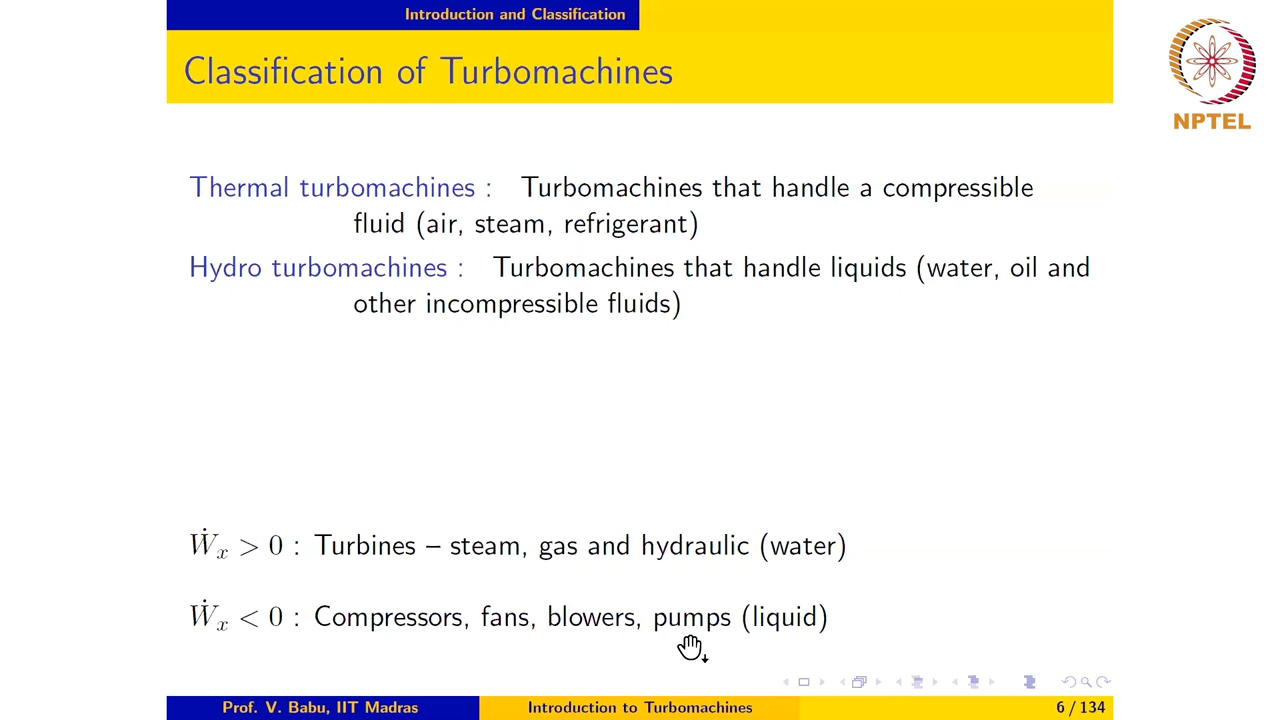 Introduction and Classification
Classification of Turbomachines
NPTEL
Thermal turbomachines : Turbomachines that handle a compressible
fluid (air, steam, refrigerant)
Hydro turbomachines : Turbomachines that handle liquids (water, oil and
other incompressible fluids)
Ẇₓ > 0 : Turbines – steam, gas and hydraulic (water)
Ẇₓ < 0 : Compressors, fans, blowers, pumps (liquid)
Prof. V. Babu, IIT Madras Introduction to Turbomachines 6 / 134